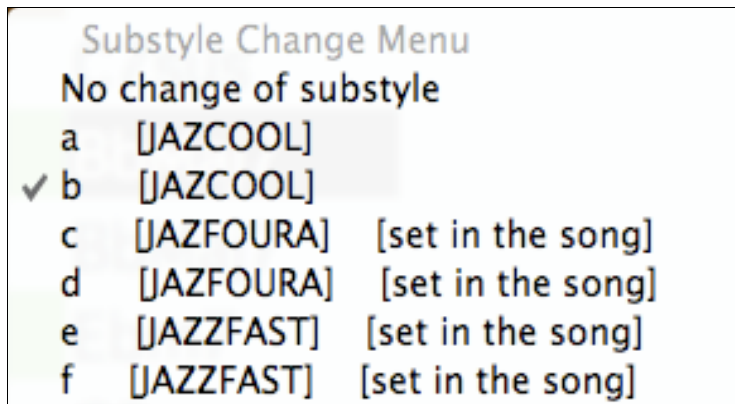 Substyle Change Menu
No change of substyle
a [JAZCOOL]
✓ b [JAZCOOL]
c [JAZFOURA] [set in the song]
d [JAZFOURA] [set in the song]
e [JAZZFAST] [set in the song]
f [JAZZFAST] [set in the song]